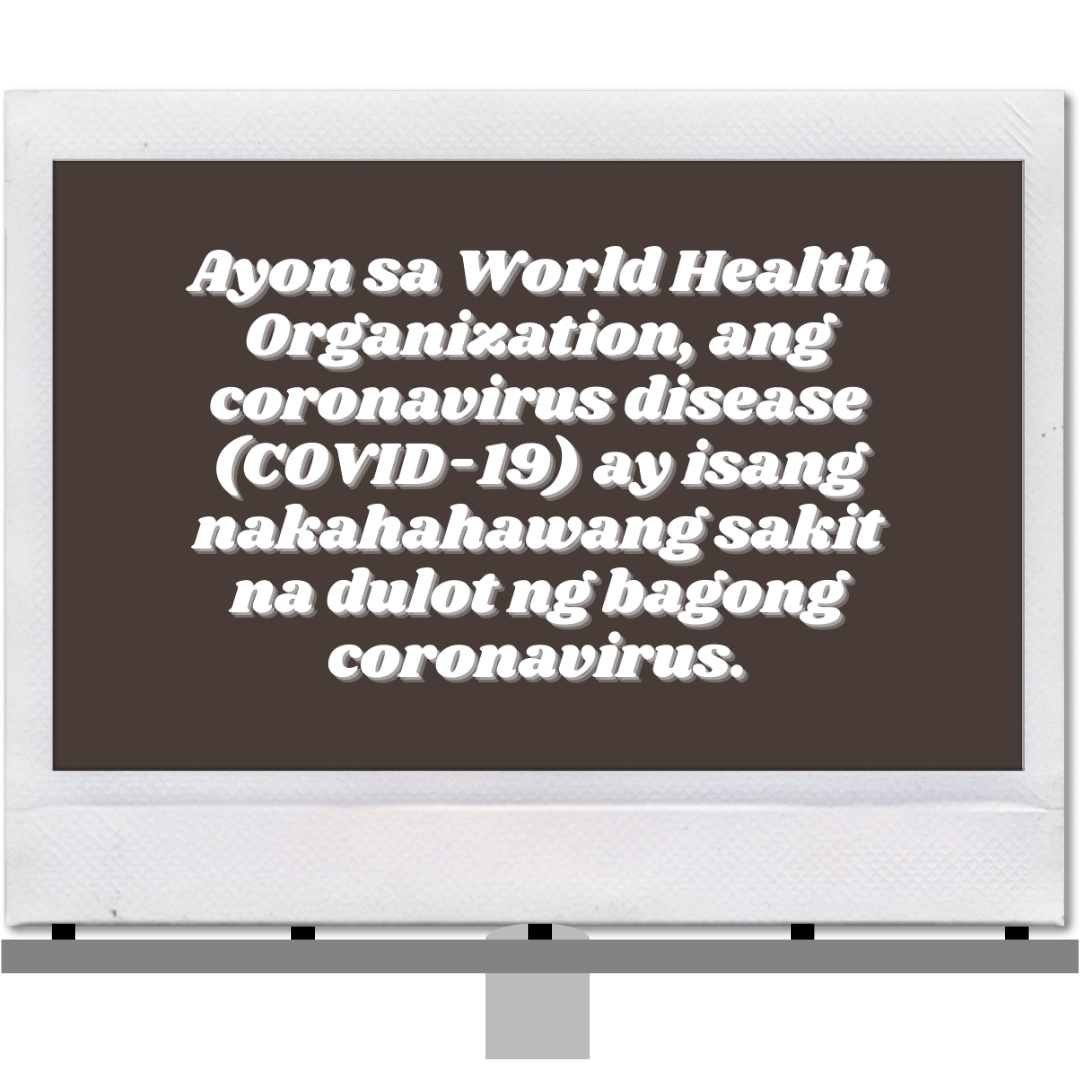 Ayon sa World Health
Organization, ang
coronavirus disease
(COVID-19) ay isang
nakahahawang sakit
na dulot ng bagong
coronavirus.